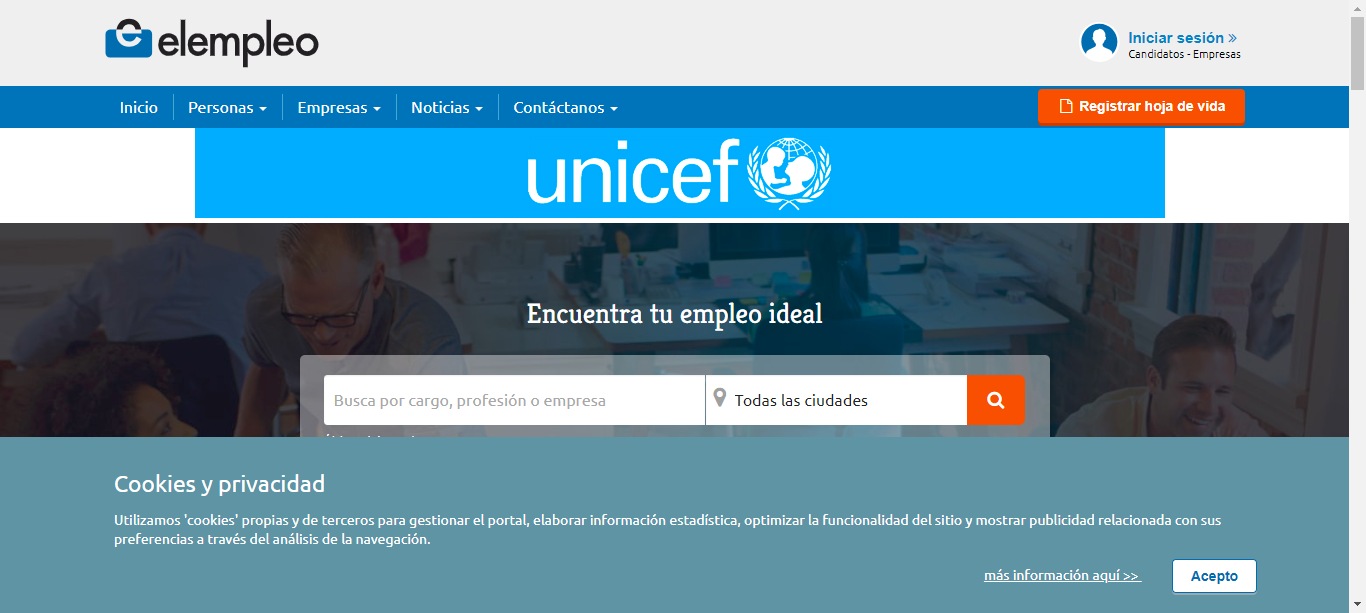 elempleo
Iniciar sesión »
Candidatos - Empresas
Inicio
Personas
Empresas
Noticias
Contáctanos
Registrar hoja de vida
unicef
Encuentra tu empleo ideal
Busca por cargo, profesión o empresa
Todas las ciudades
Cookies y privacidad
Utilizamos 'cookies' propias y de terceros para gestionar el portal, elaborar información estadística, optimizar la funcionalidad del sitio y mostrar publicidad relacionada con sus
preferencias a través del análisis de la navegación.
más información aquí >>
Acepto